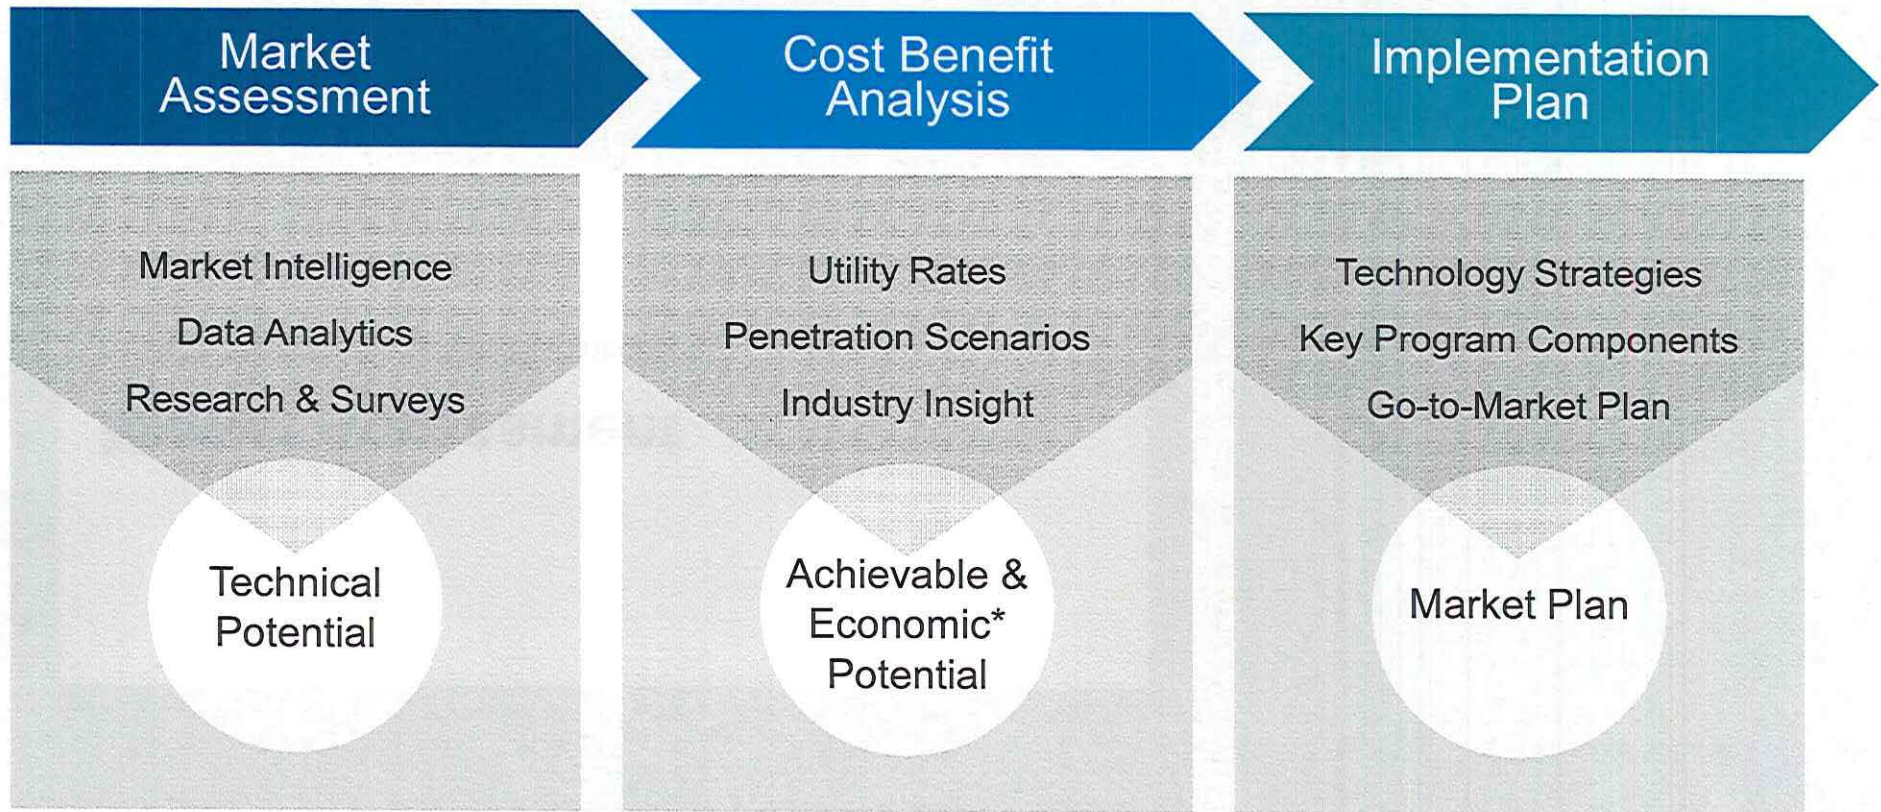 Market
Assessment
Cost Benefit
Analysis
Implementation
Plan
Market Intelligence
Data Analytics
Research & Surveys
Technical
Potential
Utility Rates
Penetration Scenarios
Industry Insight
Achievable &
Economic*
Potential
Technology Strategies
Key Program Components
Go-to-Market Plan
Market Plan